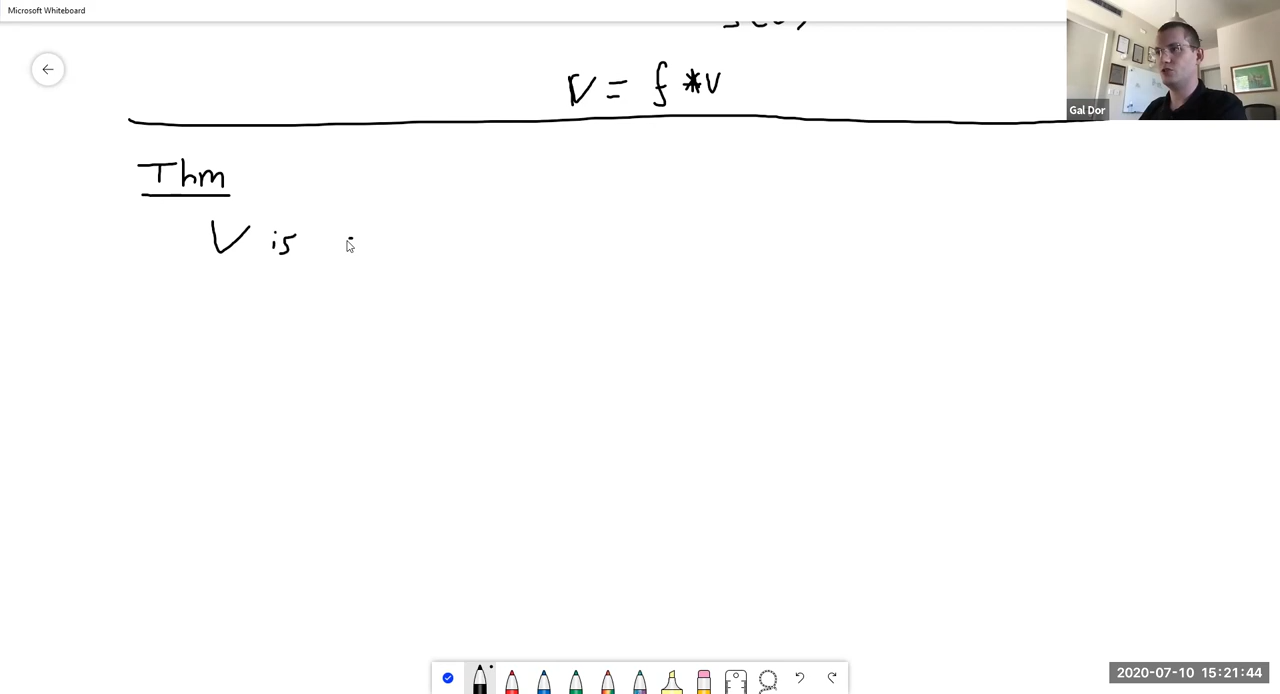 Microsoft Whiteboard
V = f * v
Gal Dor
Thm
V is
2020-07-10 15:21:44